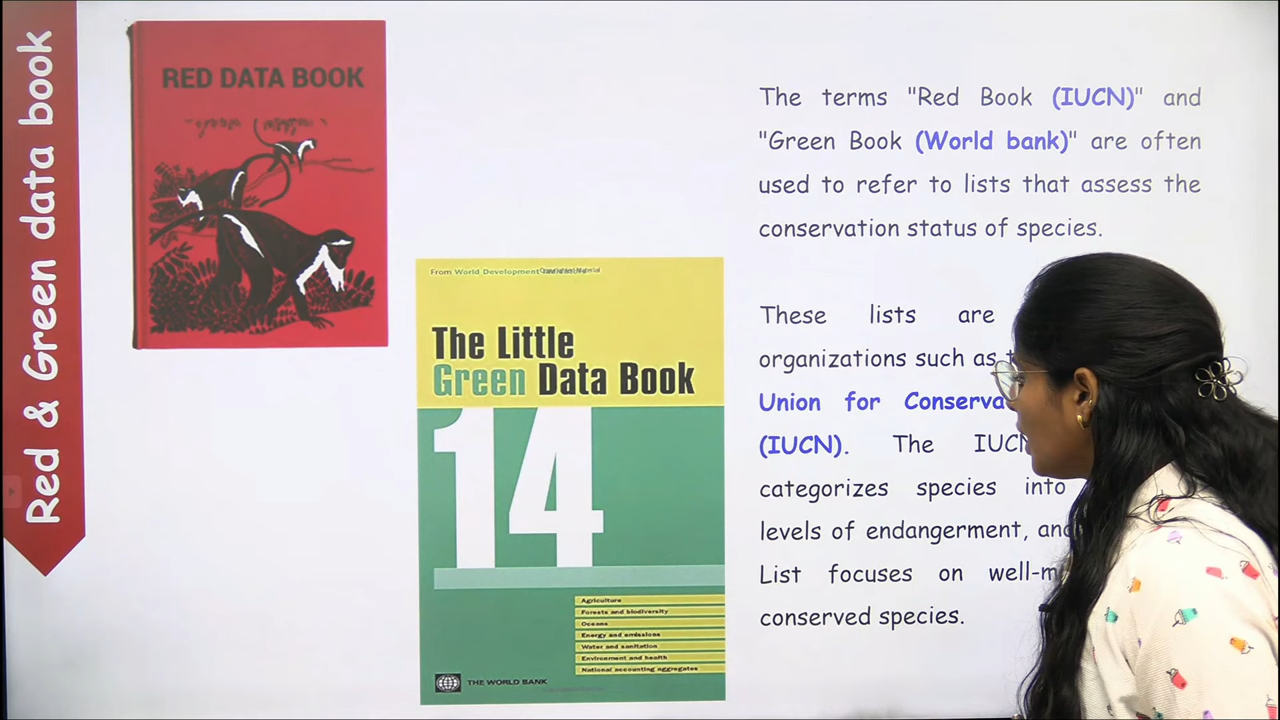 Red & Green data book
RED DATA BOOK
From World Development
The Little
Green Data Book
14
Agriculture
Forests and biodiversity
Oceans
Energy and emissions
Water and sanitation
Environment and health
National accounting aggregates
THE WORLD BANK
The terms "Red Book (IUCN)" and
"Green Book (World bank)" are often
used to refer to lists that assess the
conservation status of species.
These lists are
organizations such as
Union for
(IUCN). The
categorizes species into
levels of endangerment,
List focuses on
conserved species.